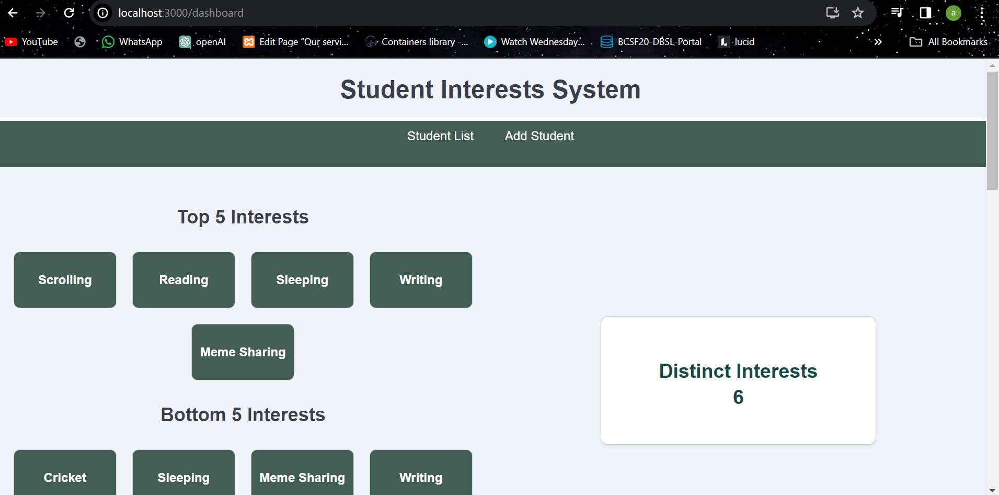 localhost:3000/dashboard
a
YouTube WhatsApp openAI Edit Page “Our servi... Containers library -... Watch Wednesday... BCSF20-DBSL-Portal lucid » All Bookmarks
Student Interests System
Student List Add Student
Top 5 Interests
Scrolling Reading Sleeping Writing
Meme Sharing
Distinct Interests
6
Bottom 5 Interests
Cricket Sleeping Meme Sharing Writing